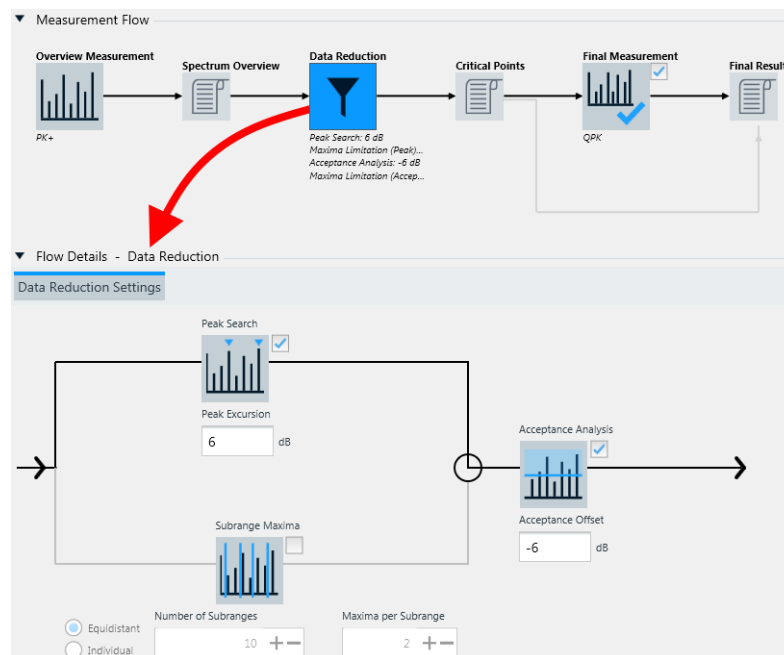 Measurement Flow
Overview Measurement
Spectrum Overview
Data Reduction
Critical Points
Final Measurement
Final Result
PK+
Peak Search: 6 dB
Maxima Limitation (Peak)...
Acceptance Analysis: -6 dB
Maxima Limitation (Accep...
QPK
Flow Details - Data Reduction
Data Reduction Settings
Peak Search
Peak Excursion
6 dB
Acceptance Analysis
Acceptance Offset
-6 dB
Subrange Maxima
Equidistant
Individual
Number of Subranges
10
Maxima per Subrange
2